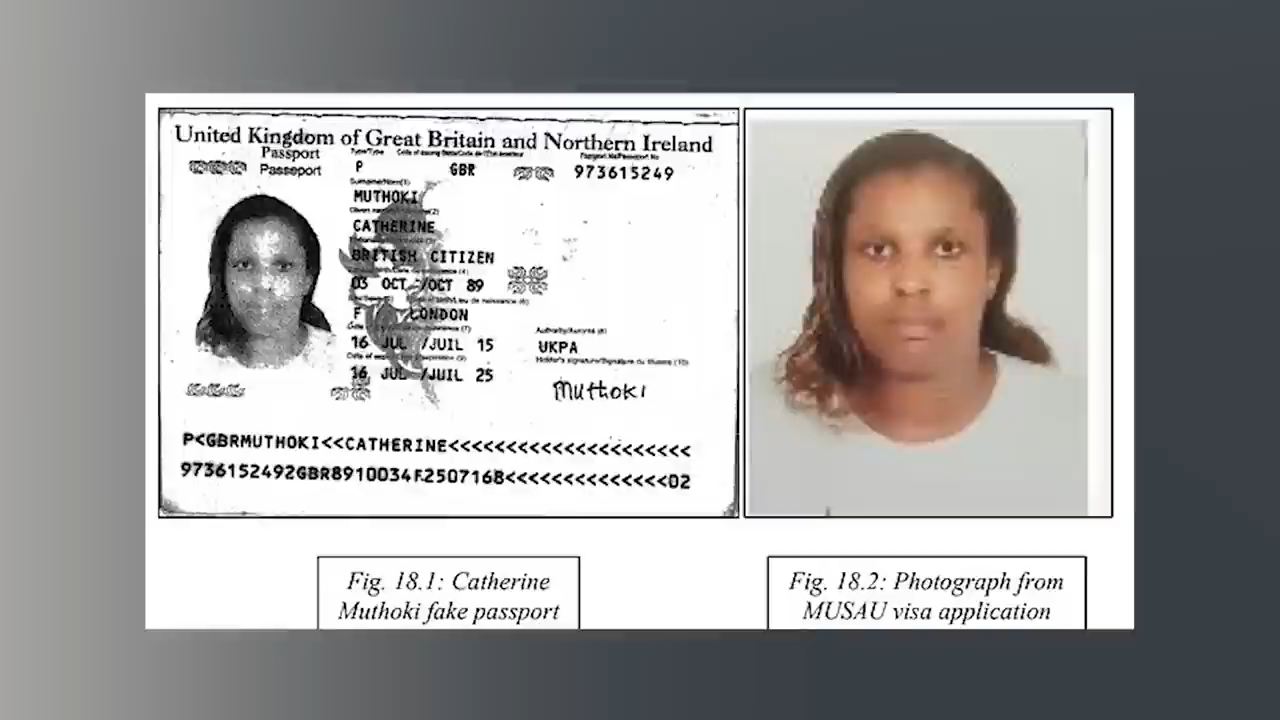 United Kingdom of Great Britain and Northern Ireland
Passport
Passeport
P GBR 973615249
MUTHOKI
CATHERINE
BRITISH CITIZEN
03 OCT /OCT 89
F LONDON
16 JUL /JUIL 15
UKPA
16 JUL /JUIL 25
Muthoki
P<GBRMUTHOKI<<CATHERINE<<<<<<<<<<<<<<<<<<<<<
9736152492GBR8910034F2507168<<<<<<<<<<<<<<02
Fig. 18.1: Catherine
Muthoki fake passport
Fig. 18.2: Photograph from
MUSAU visa application